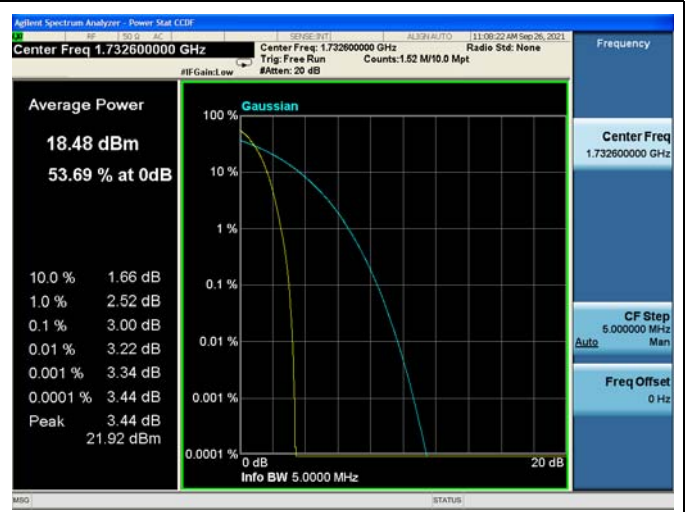 Agilent Spectrum Analyzer - Power Stat CCDF
RF 50 Ω AC SENSE:INT ALIGN AUTO 11:08:22 AM Sep 26, 2021
Center Freq 1.732600000 GHz
Center Freq: 1.732600000 GHz Radio Std: None
Trig: Free Run Counts:1.52 M/10.0 Mpt
#IFGain:Low #Atten: 20 dB
Frequency
Average Power
18.48 dBm
53.69 % at 0dB
10.0 % 1.66 dB
1.0 % 2.52 dB
0.1 % 3.00 dB
0.01 % 3.22 dB
0.001 % 3.34 dB
0.0001 % 3.44 dB
Peak 3.44 dB
21.92 dBm
Gaussian
100 %
10 %
1 %
0.1 %
0.01 %
0.001 %
0.0001 %
0 dB 20 dB
Info BW 5.0000 MHz
Center Freq
1.732600000 GHz
CF Step
5.000000 MHz
Auto Man
Freq Offset
0 Hz
MSG STATUS